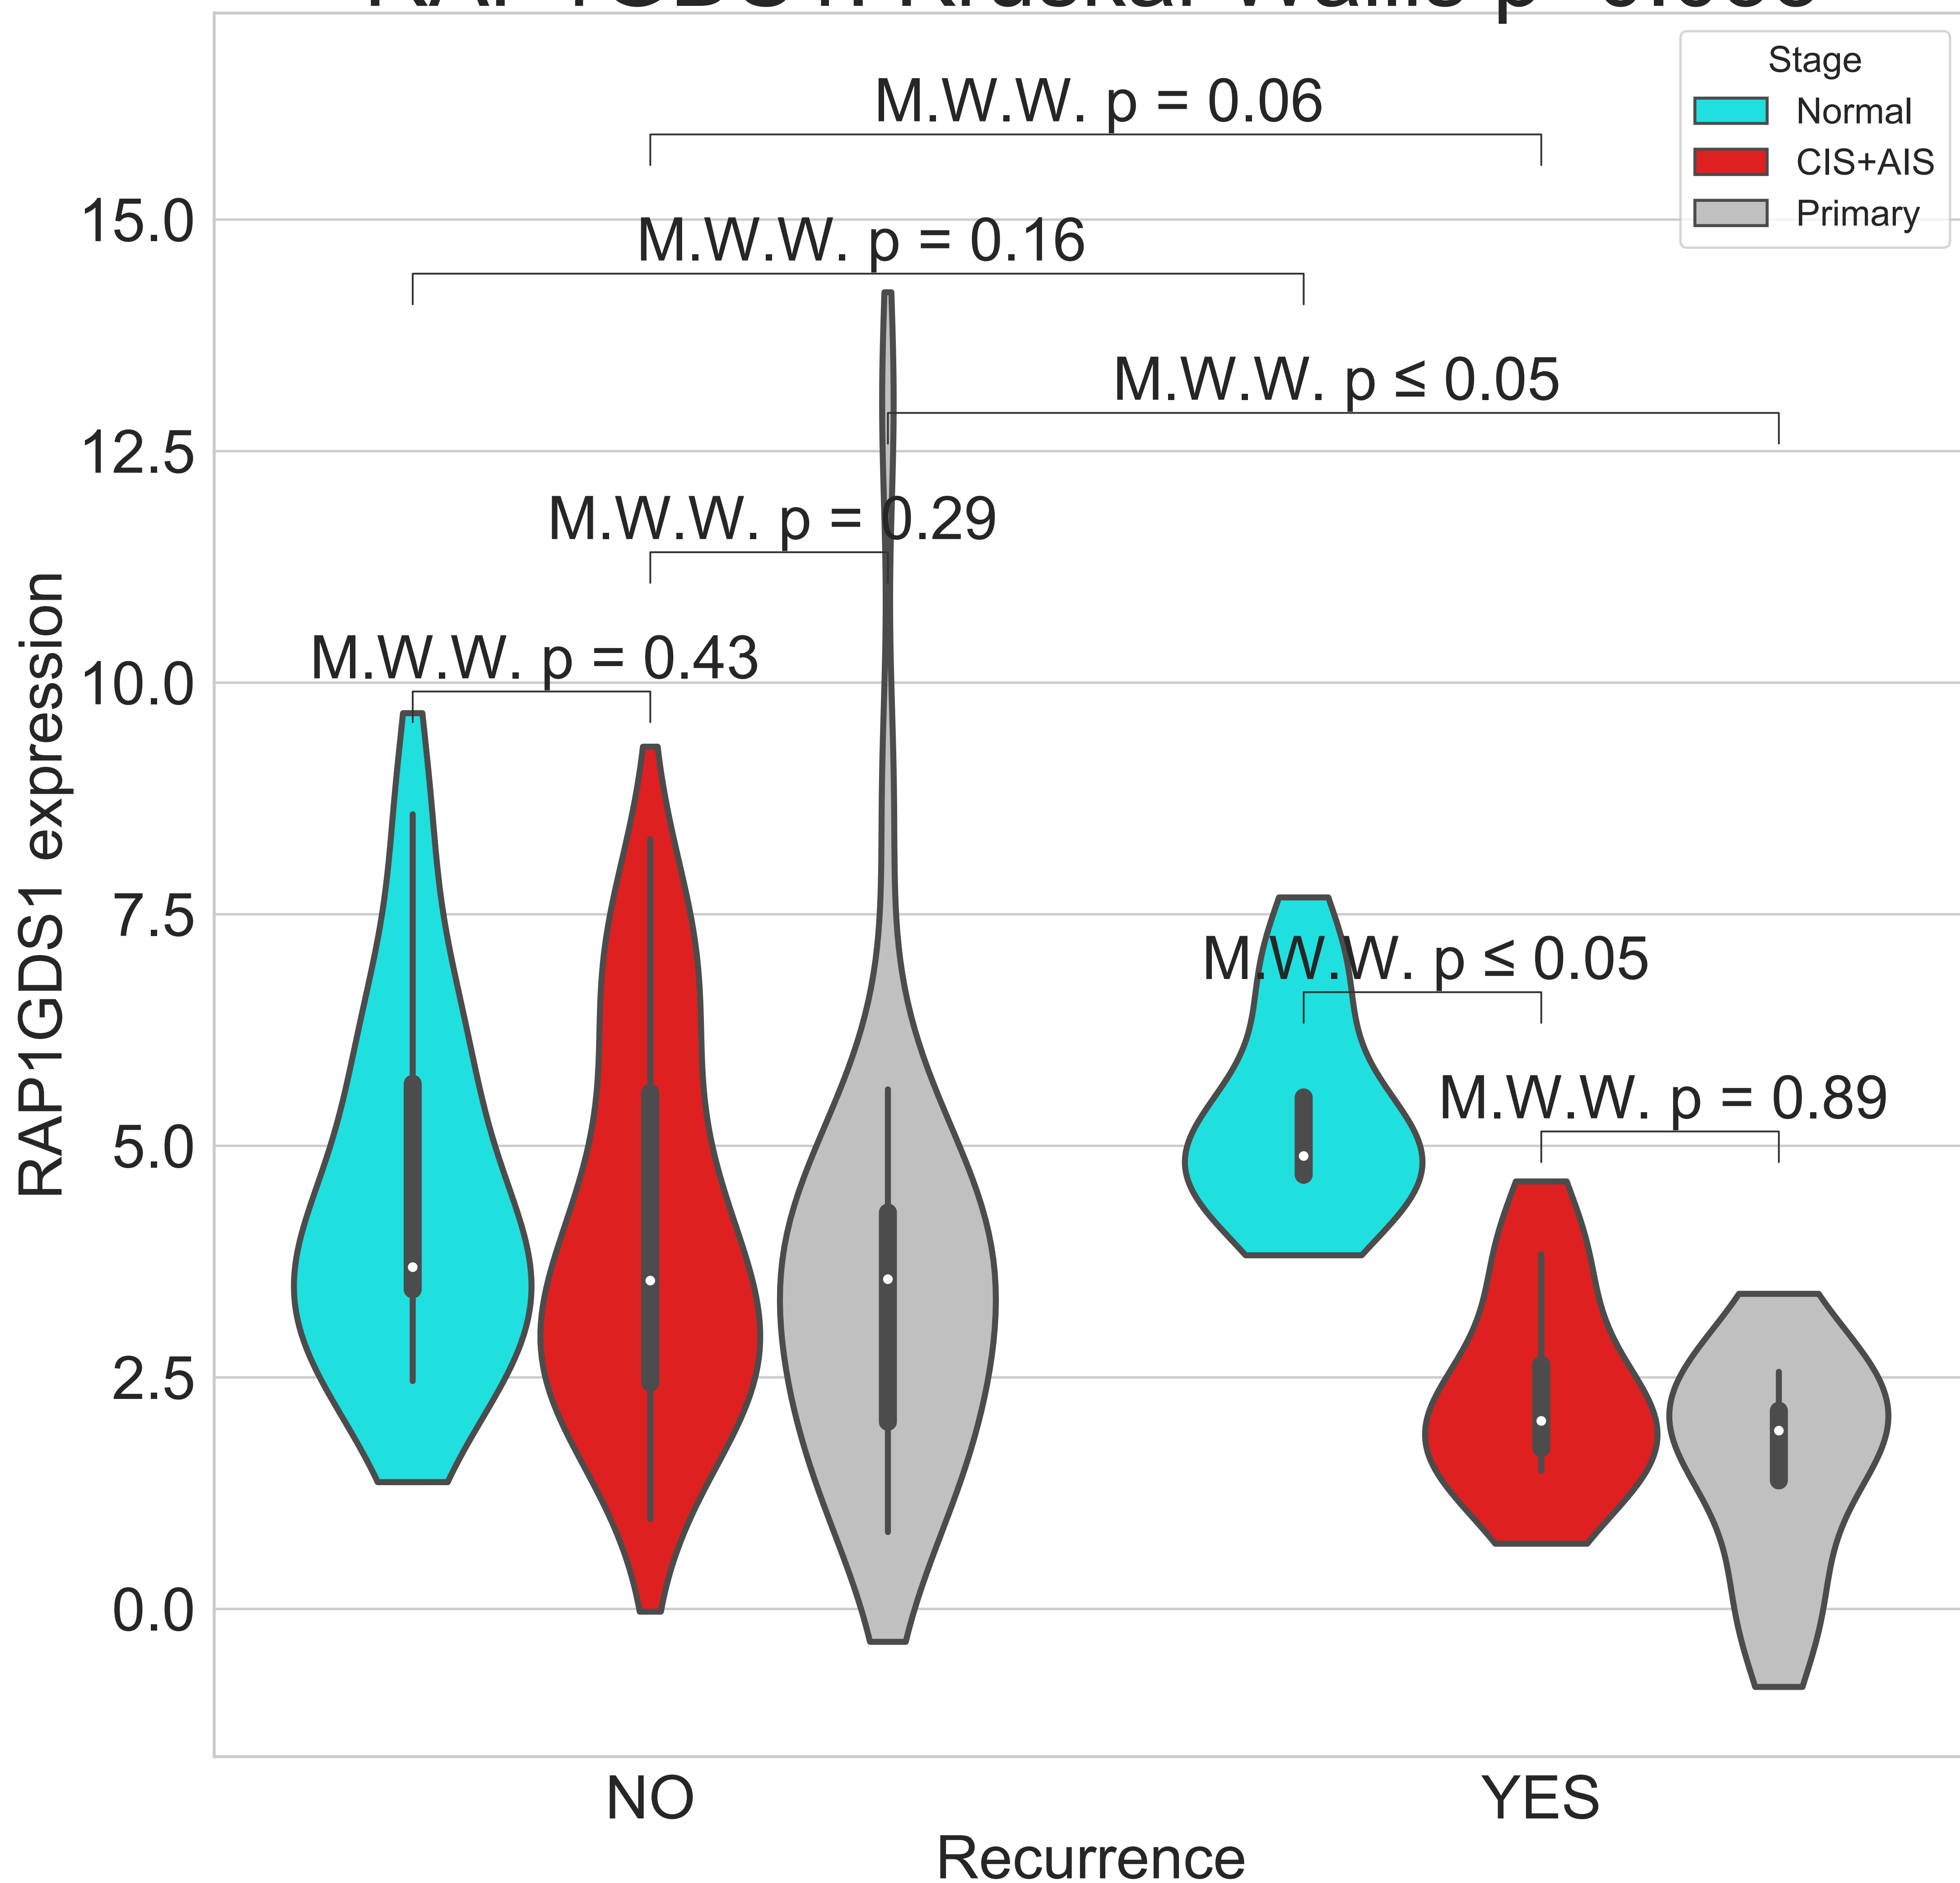 Stage
Normal
CIS+AIS
Primary
M.W.W. p = 0.06
M.W.W. p = 0.16
M.W.W. p ≤ 0.05
M.W.W. p = 0.29
M.W.W. p = 0.43
M.W.W. p ≤ 0.05
M.W.W. p = 0.89
15.0
12.5
10.0
7.5
5.0
2.5
0.0
RAP1GDS1 expression
NO
YES
Recurrence